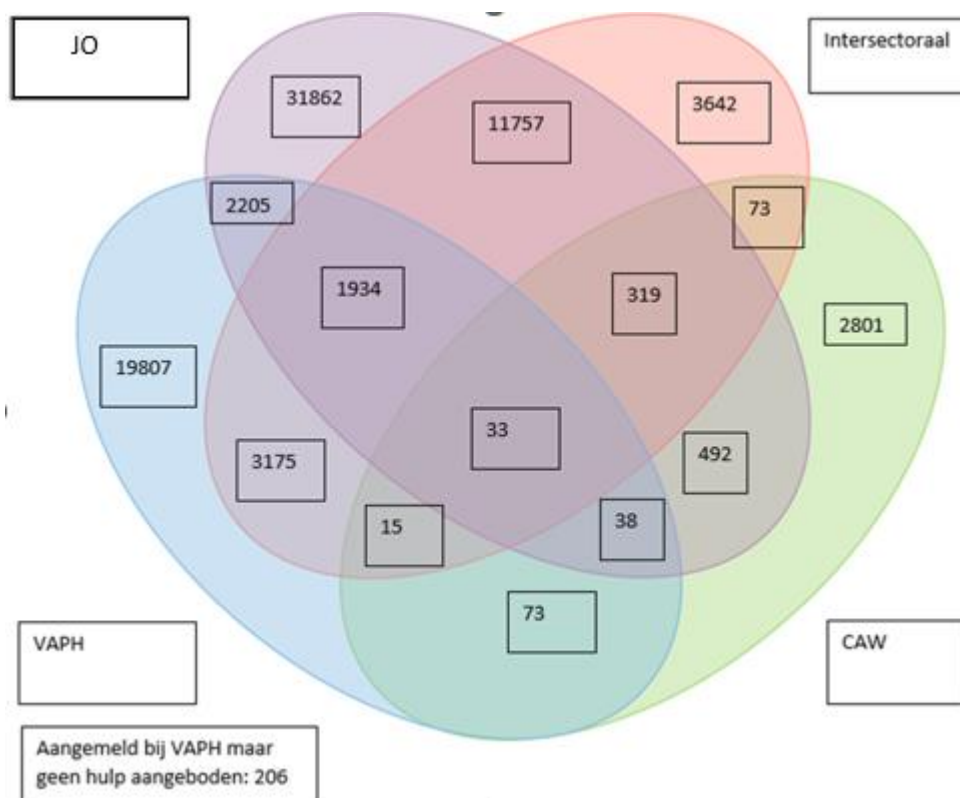 JO
Intersectoraal
31862
11757
3642
2205
73
1934
319
2801
19807
33
3175
492
15
38
73
VAPH
CAW
Aangemeld bij VAPH maar
geen hulp aangeboden: 206